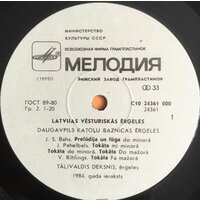 МИНИСТЕРСТВО
КУЛЬТУРЫ СССР
ВСЕСОЮЗНАЯ ФИРМА ГРАМПЛАСТИНОК
МЕЛОДИЯ
СТЕРЕО
РИЖСКИЙ ЗАВОД ГРАМПЛАСТИНОК
33
ГОСТ 89-80
Гр. 2. 1-20
С10 24361 000
24361
LATVIJAS VĒSTURISKĀS ĒRĢELES
DAUGAVPILS KATOĻU BAZNĪCAS ĒRĢELES
J. S. Bahs. Prelūdija un fūga do minorā
J. Pahelbels. Tokāta mi minorā
Tokāta do minorā. Tokāta Do mažorā
V. Rihlings. Tokāta Fa mažorā
TĀLIVALDIS DEKSNIS, ērģeles
1984. gada ieraksts